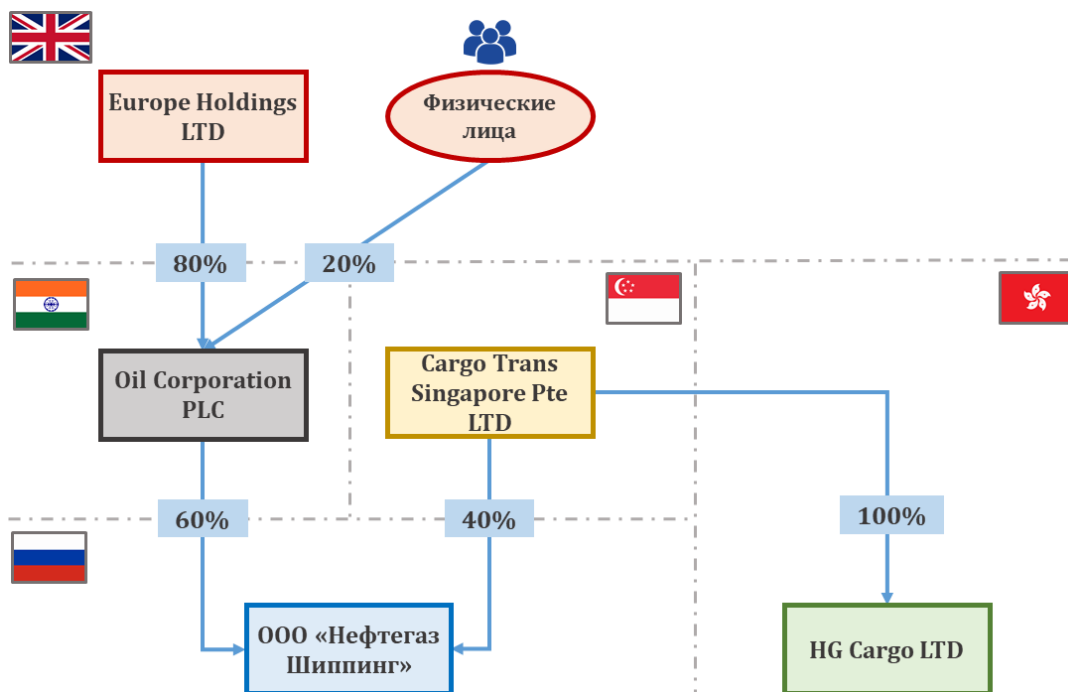 Europe Holdings
LTD
Физические
лица
80%
20%
Oil Corporation
PLC
Cargo Trans
Singapore Pte
LTD
60%
40%
100%
ООО «Нефтегаз
Шиппинг»
HG Cargo LTD